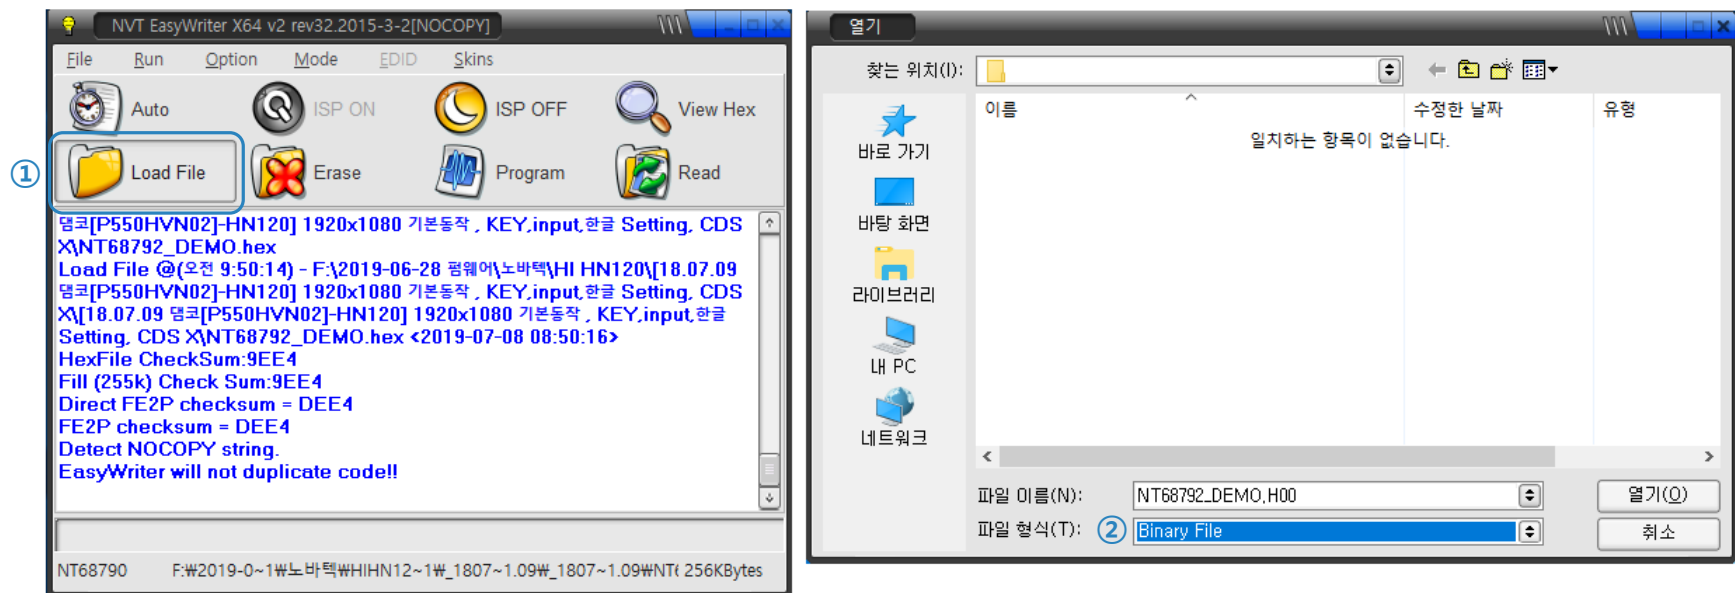 NVT EasyWriter X64 v2 rev32.2015-3-2[NOCOPY]
File Run Option Mode EDID Skins
Auto ISP ON ISP OFF View Hex
① Load File Erase Program Read
댐코[P550HVN02]-HN120] 1920x1080 기본동작 , KEY,input,한글 Setting, CDS
X\NT68792_DEMO.hex
Load File @(오전 9:50:14) - F:\2019-06-28 펌웨어\노바텍\HI HN120\[18.07.09
댐코[P550HVN02]-HN120] 1920x1080 기본동작 , KEY,input,한글 Setting, CDS
X\[18.07.09 댐코[P550HVN02]-HN120] 1920x1080 기본동작 , KEY,input,한글
Setting, CDS X\NT68792_DEMO.hex <2019-07-08 08:50:16>
HexFile CheckSum:9EE4
Fill (255k) Check Sum:9EE4
Direct FE2P checksum = DEE4
FE2P checksum = DEE4
Detect NOCOPY string.
EasyWriter will not duplicate code!!
NT68790 F:₩2019-0~1₩노바텍₩HIHN12~1₩_1807~1.09₩_1807~1.09₩NT( 256KBytes
열기
찾는 위치(I):
이름 수정한 날짜 유형
일치하는 항목이 없습니다.
바로 가기
바탕 화면
라이브러리
내 PC
네트워크
파일 이름(N): NT68792_DEMO,H00 열기(O)
파일 형식(T): ② Binary File 취소